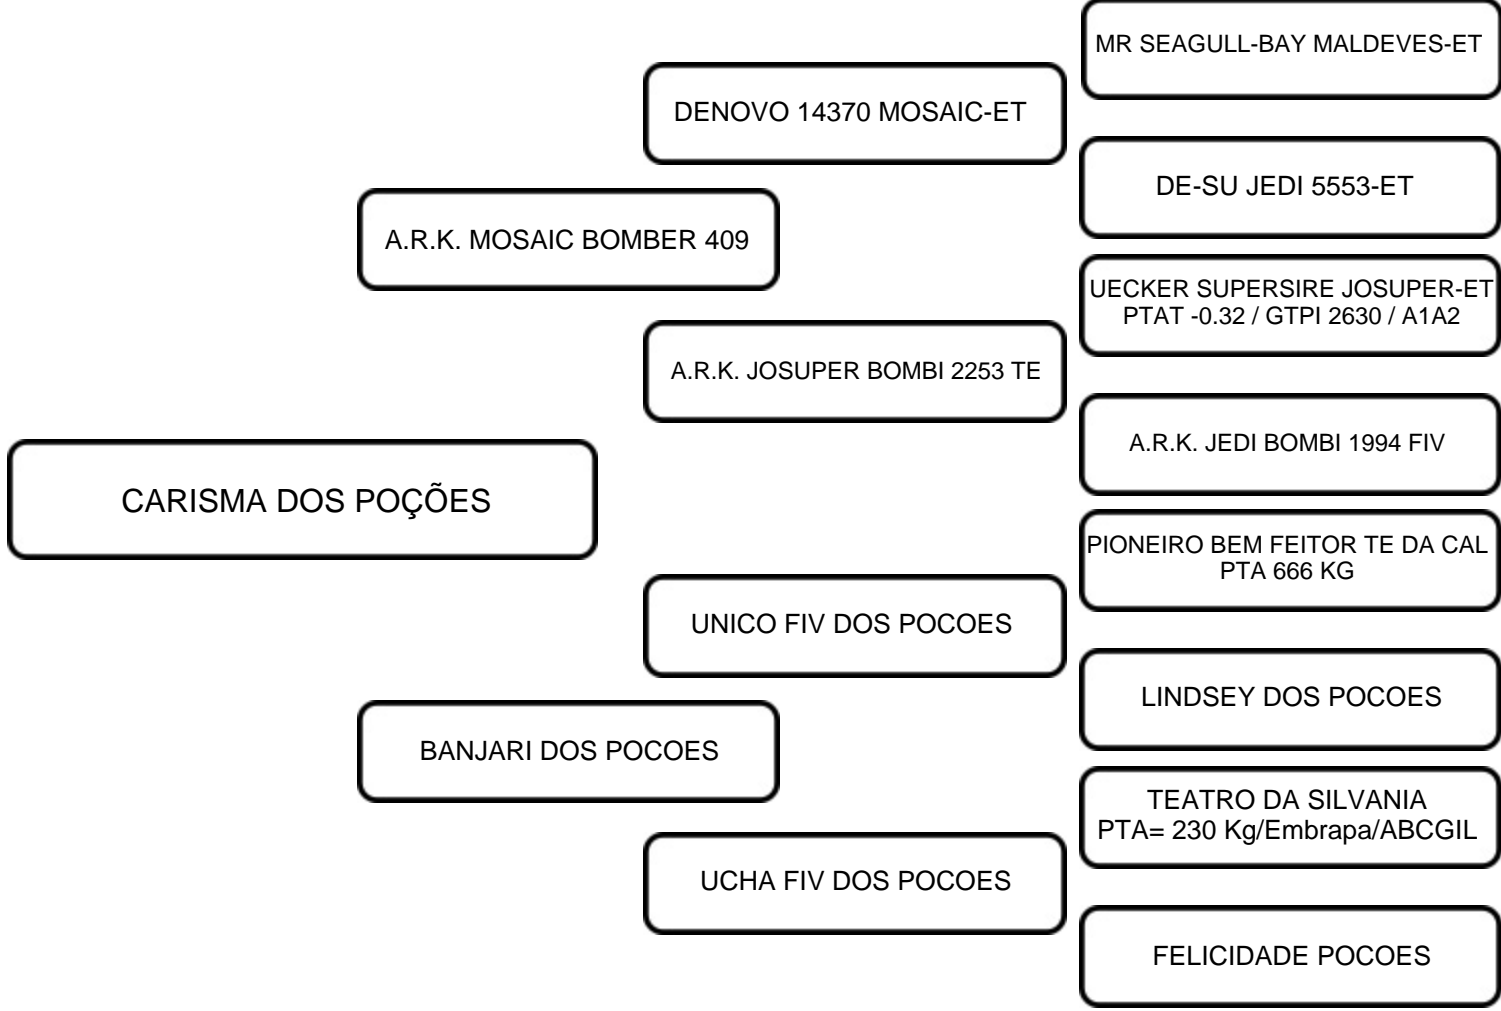 MR SEAGULL-BAY MALDEVES-ET
DENOVO 14370 MOSAIC-ET
DE-SU JEDI 5553-ET
A.R.K. MOSAIC BOMBER 409
UECKER SUPERSIRE JOSUPER-ET
PTAT -0.32 / GTPI 2630 / A1A2
A.R.K. JOSUPER BOMBI 2253 TE
A.R.K. JEDI BOMBI 1994 FIV
CARISMA DOS POÇÕES
PIONEIRO BEM FEITOR TE DA CAL
PTA 666 KG
UNICO FIV DOS POCOES
LINDSEY DOS POCOES
BANJARI DOS POCOES
TEATRO DA SILVANIA
PTA= 230 Kg/Embrapa/ABCGIL
UCHA FIV DOS POCOES
FELICIDADE POCOES